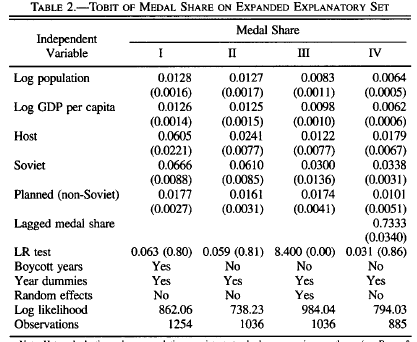 TABLE 2.—TOBIT OF MEDAL SHARE ON EXPANDED EXPLANATORY SET
Independent Variable Medal Share
I II III IV
Log population 0.0128 0.0127 0.0083 0.0064
(0.0016) (0.0017) (0.0011) (0.0005)
Log GDP per capita 0.0126 0.0125 0.0098 0.0062
(0.0014) (0.0015) (0.0010) (0.0006)
Host 0.0605 0.0241 0.0122 0.0179
(0.0221) (0.0077) (0.0077) (0.0067)
Soviet 0.0666 0.0610 0.0300 0.0338
(0.0088) (0.0085) (0.0136) (0.0031)
Planned (non-Soviet) 0.0177 0.0161 0.0174 0.0101
(0.0027) (0.0031) (0.0041) (0.0051)
Lagged medal share 0.7333
(0.0340)
LR test 0.063 (0.80) 0.059 (0.81) 8.400 (0.00) 0.031 (0.86)
Boycott years Yes No No No
Year dummies Yes Yes Yes Yes
Random effects No No Yes No
Log likelihood 862.06 738.23 984.04 794.03
Observations 1254 1036 1036 885